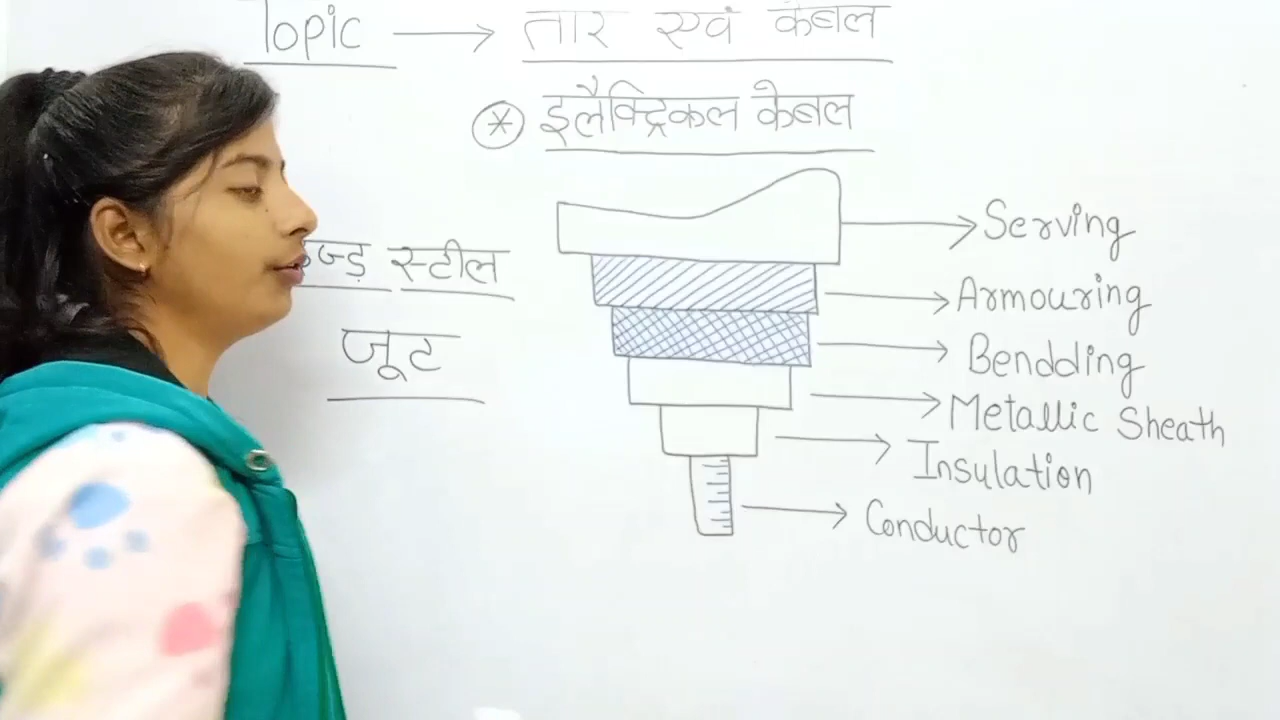 Topic → तार एवं केबल
* इलैक्ट्रिकल केबल
Serving
स्टील
Armouring
जूट
Bendding
Metallic Sheath
Insulation
Conductor